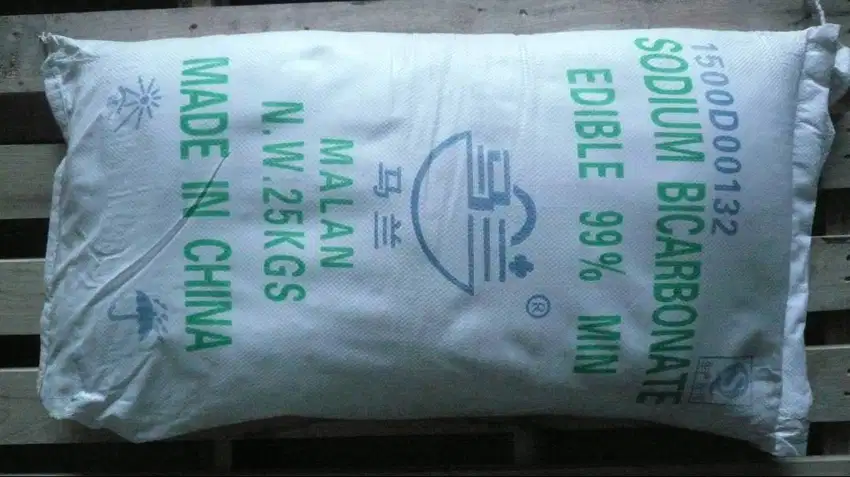 1500D00132
SODIUM BICARBONATE
EDIBLE 99% MIN
®
马兰
MALAN
N.W.25KGS
MADE IN CHINA